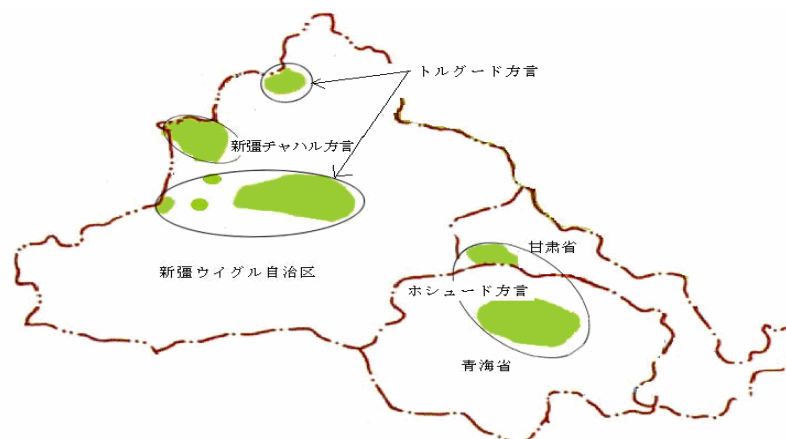 トルグード方言
新疆チャハル方言
甘粛省
新疆ウイグル自治区
ホシュード方言
青海省